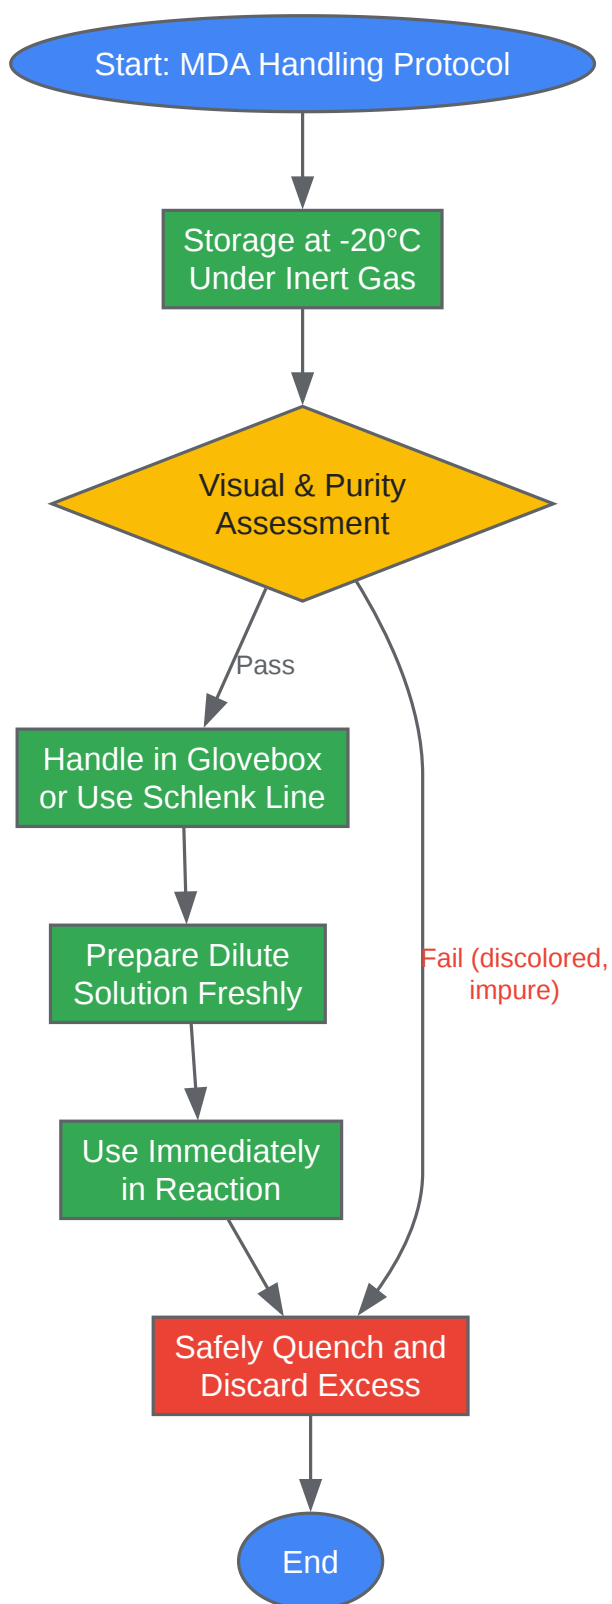 Start: MDA Handling Protocol
Storage at -20°C
Under Inert Gas
Visual & Purity
Assessment
Pass
Handle in Glovebox
or Use Schlenk Line
Prepare Dilute
Solution Freshly
Fail (discolored,
impure)
Use Immediately
in Reaction
Safely Quench and
Discard Excess
End